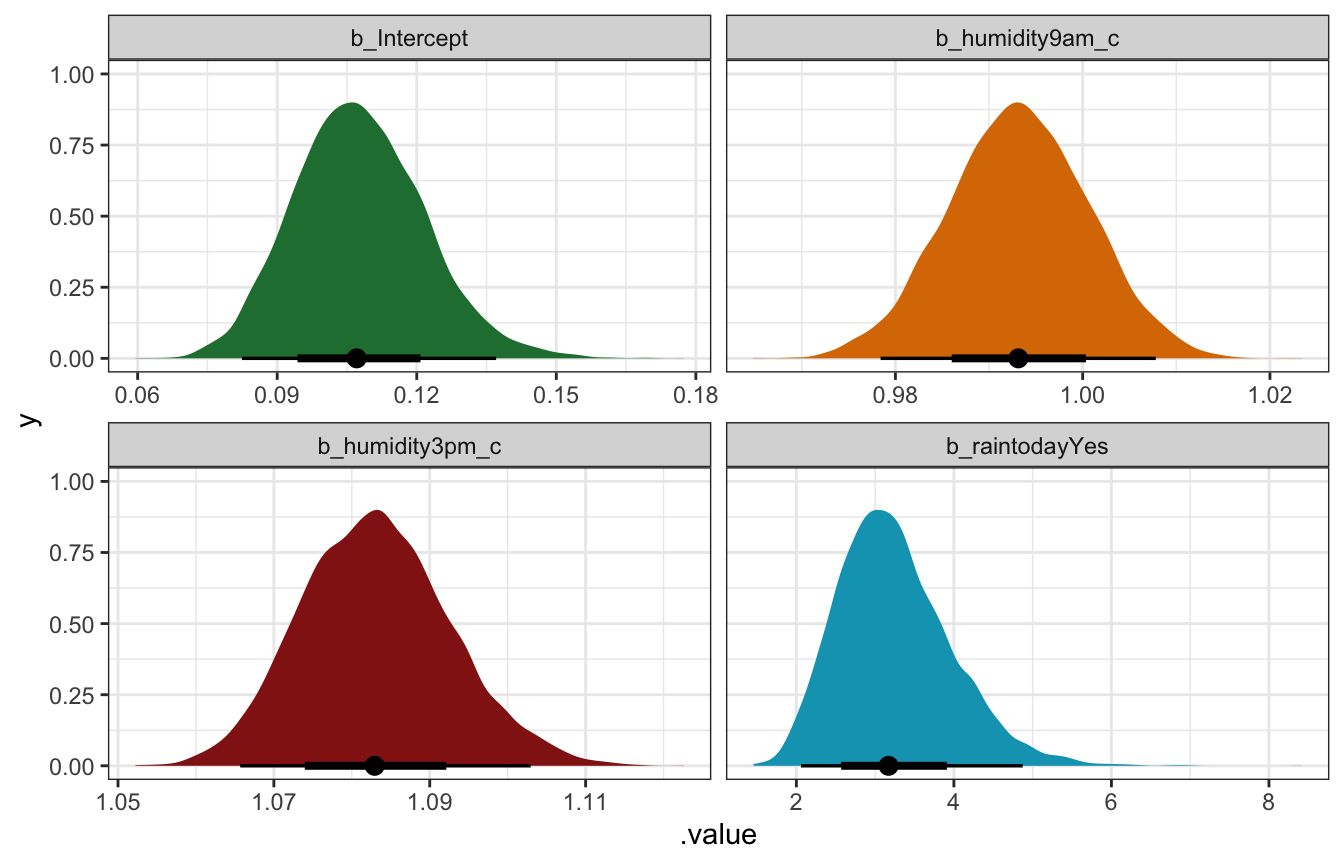 b_Intercept
b_humidity9am_c
1.00
0.75
0.50
0.25
0.00
0.06 0.09 0.12 0.15 0.18
0.98 1.00 1.02
y
b_humidity3pm_c
b_raintodayYes
1.00
0.75
0.50
0.25
0.00
1.05 1.07 1.09 1.11
2 4 6 8
.value